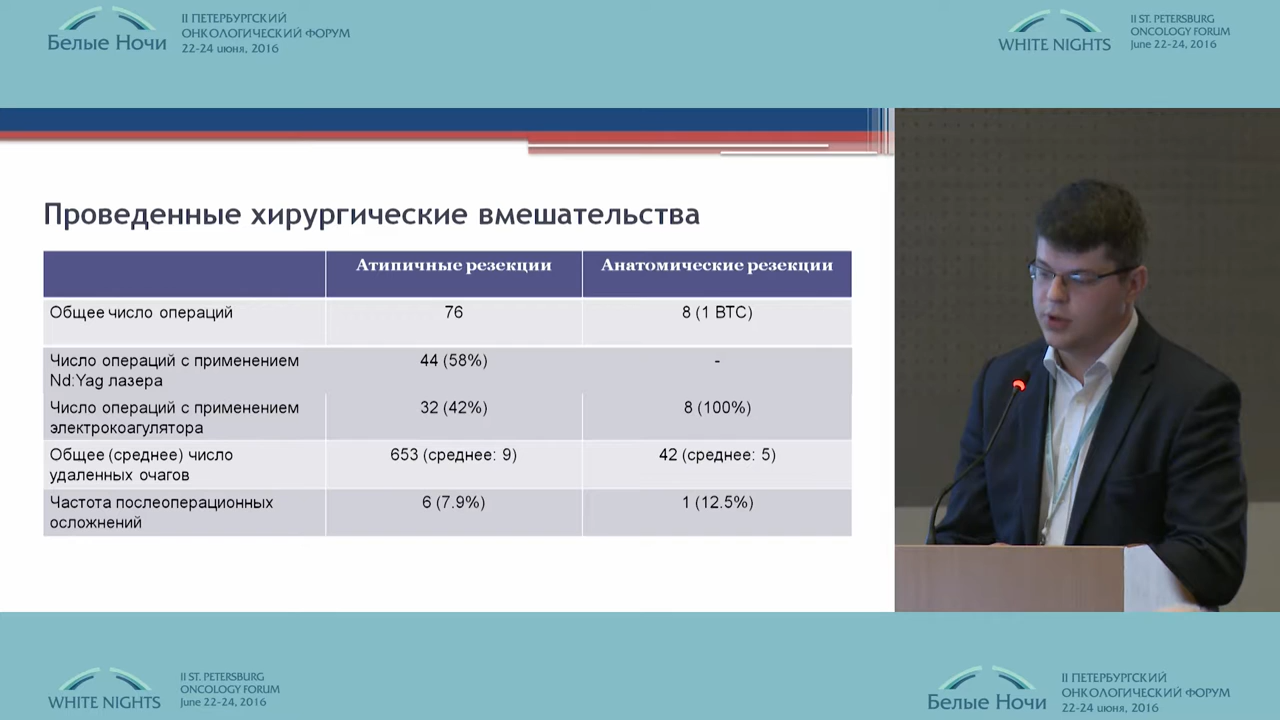 II ПЕТЕРБУРГСКИЙ
ОНКОЛОГИЧЕСКИЙ ФОРУМ
22-24 июня, 2016
Белые Ночи
II ST. PETERSBURG
ONCOLOGY FORUM
June 22-24, 2016
WHITE NIGHTS
Проведенные хирургические вмешательства
Атипичные резекции
Анатомические резекции
Общее число операций
76
8 (1 ВТС)
Число операций с применением
Nd:Yag лазера
44 (58%)
-
Число операций с применением
электрокоагулятора
32 (42%)
8 (100%)
Общее (среднее) число
удаленных очагов
653 (среднее: 9)
42 (среднее: 5)
Частота послеоперационных
осложнений
6 (7.9%)
1 (12.5%)
II ST. PETERSBURG
ONCOLOGY FORUM
June 22-24, 2016
WHITE NIGHTS
II ПЕТЕРБУРГСКИЙ
ОНКОЛОГИЧЕСКИЙ ФОРУМ
22-24 июня, 2016
Белые Ночи